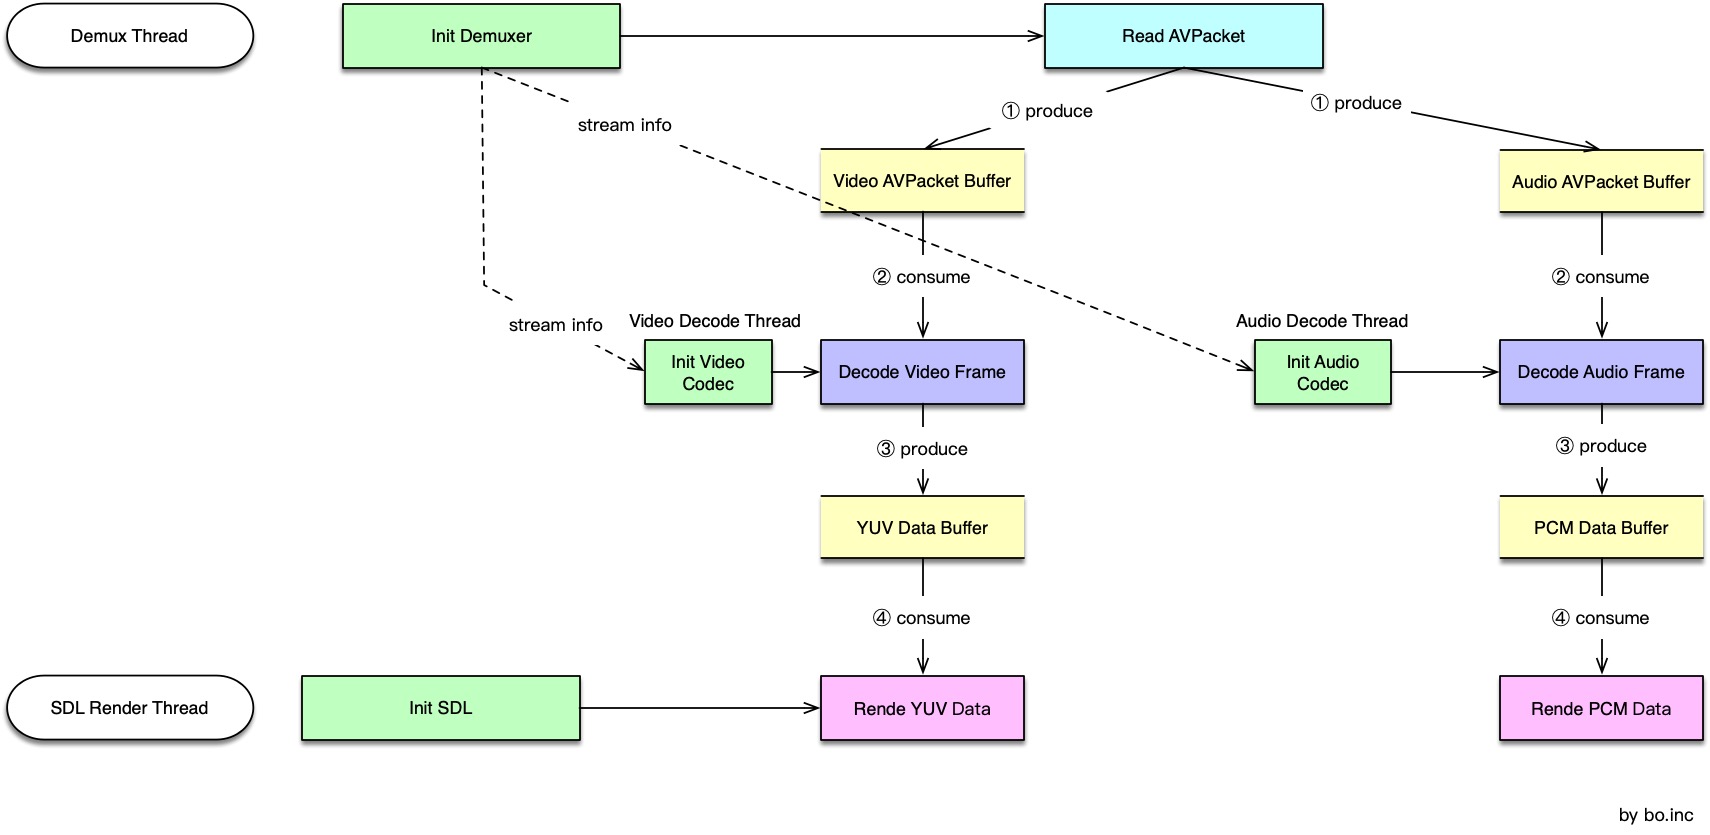 Demux Thread
Init Demuxer
Read AVPacket
① produce
① produce
stream info
Video AVPacket Buffer
Audio AVPacket Buffer
② consume
② consume
stream info
Video Decode Thread
Audio Decode Thread
Init Video
Codec
Decode Video Frame
Init Audio
Codec
Decode Audio Frame
③ produce
③ produce
YUV Data Buffer
PCM Data Buffer
④ consume
④ consume
SDL Render Thread
Init SDL
Rende YUV Data
Rende PCM Data
by bo.inc